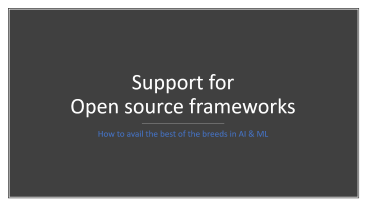 Support for
Open source frameworks
How to avail the best of the breeds in AI & ML